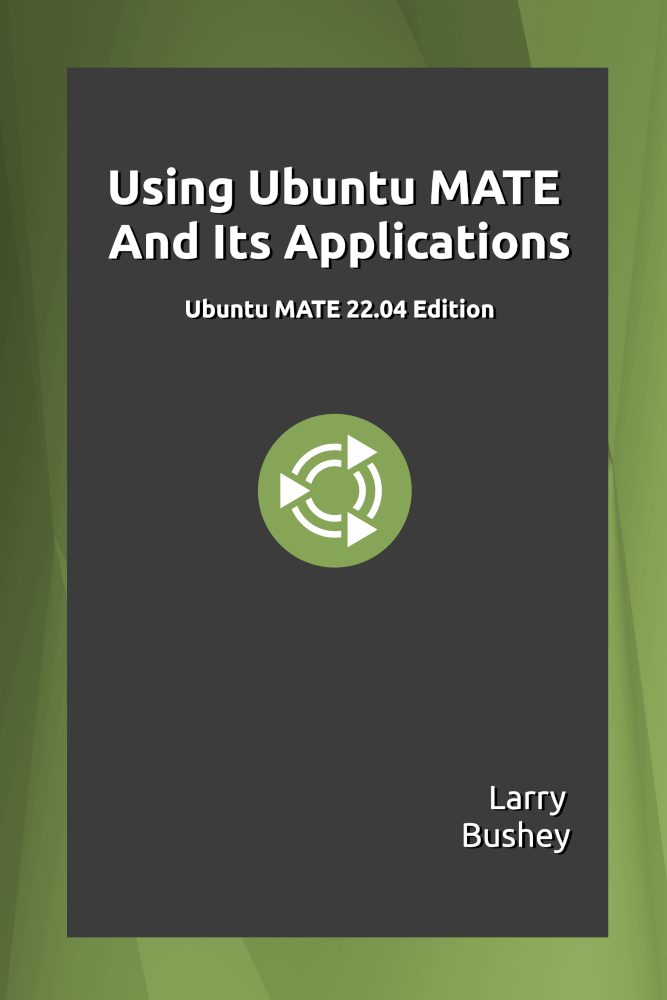 Using Ubuntu MATE
And Its Applications
Ubuntu MATE 22.04 Edition
Larry
Bushey